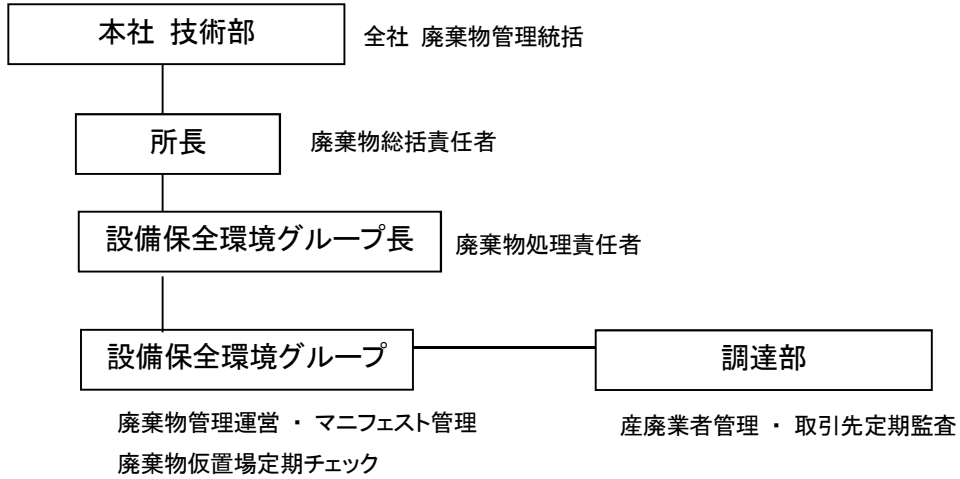 本社 技術部
全社 廃棄物管理統括
所長
廃棄物総括責任者
設備保全環境グループ長
廃棄物処理責任者
設備保全環境グループ
調達部
廃棄物管理運営 ・ マニフェスト管理
産廃業者管理 ・ 取引先定期監査
廃棄物仮置場定期チェック